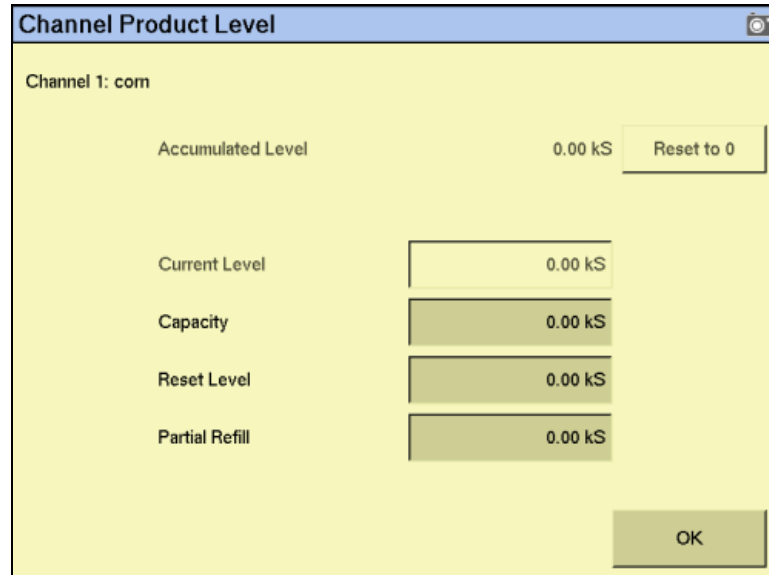 Channel Product Level
Channel 1: corn
Accumulated Level 0.00 kS Reset to 0
Current Level 0.00 kS
Capacity 0.00 kS
Reset Level 0.00 kS
Partial Refill 0.00 kS
OK